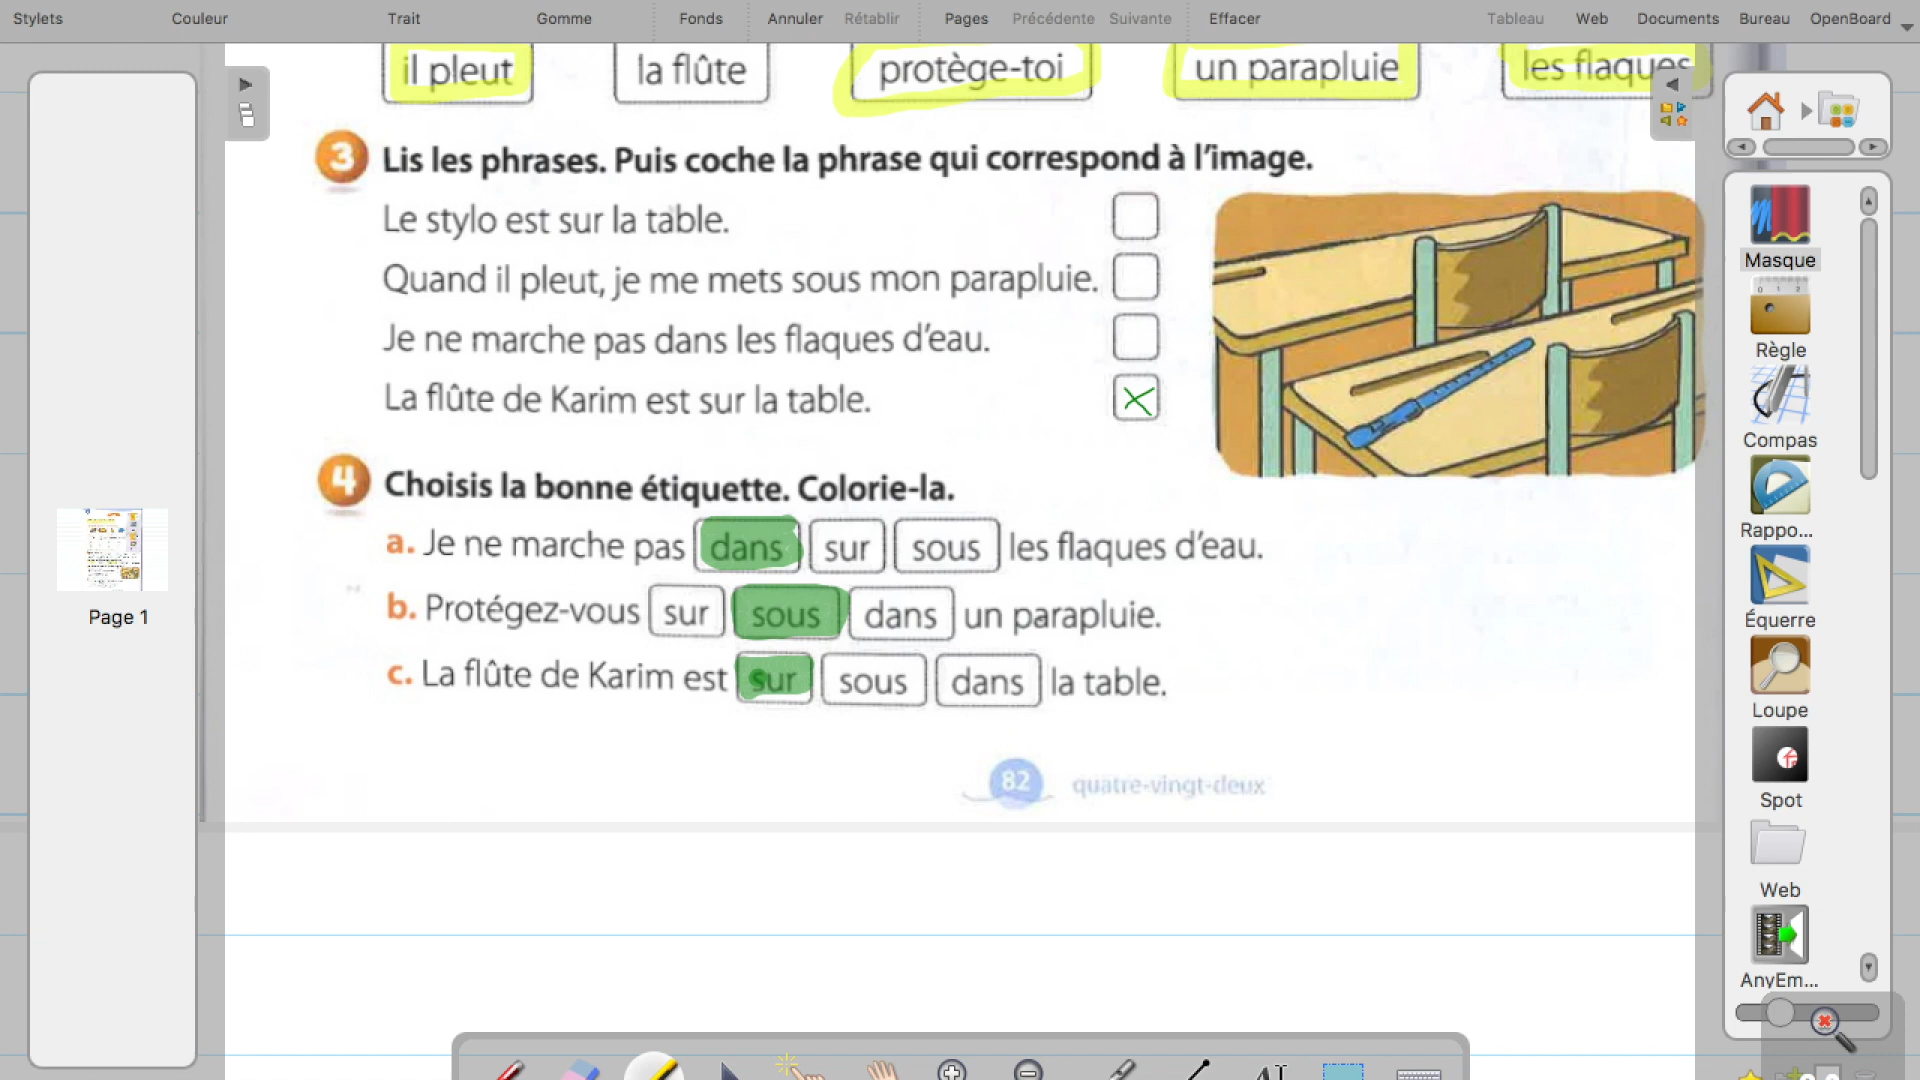 Stylets Couleur Trait Gomme Fonds Annuler Rétablir Pages Précédente Suivante Effacer Tableau Web Documents Bureau OpenBoard
il pleut la flûte protège-toi un parapluie les flaques
3 Lis les phrases. Puis coche la phrase qui correspond à l'image.
Le stylo est sur la table.
Quand il pleut, je me mets sous mon parapluie.
Je ne marche pas dans les flaques d'eau.
La flûte de Karim est sur la table.
4 Choisis la bonne étiquette. Colorie-la.
a. Je ne marche pas dans sur sous les flaques d'eau.
b. Protégez-vous sur sous dans un parapluie.
c. La flûte de Karim est sur sous dans la table.
82 quatre-vingt-deux
Page 1
Masque
0 1 2
Règle
Compas
Rappo...
Équerre
Loupe
Spot
Web
AnyEm...